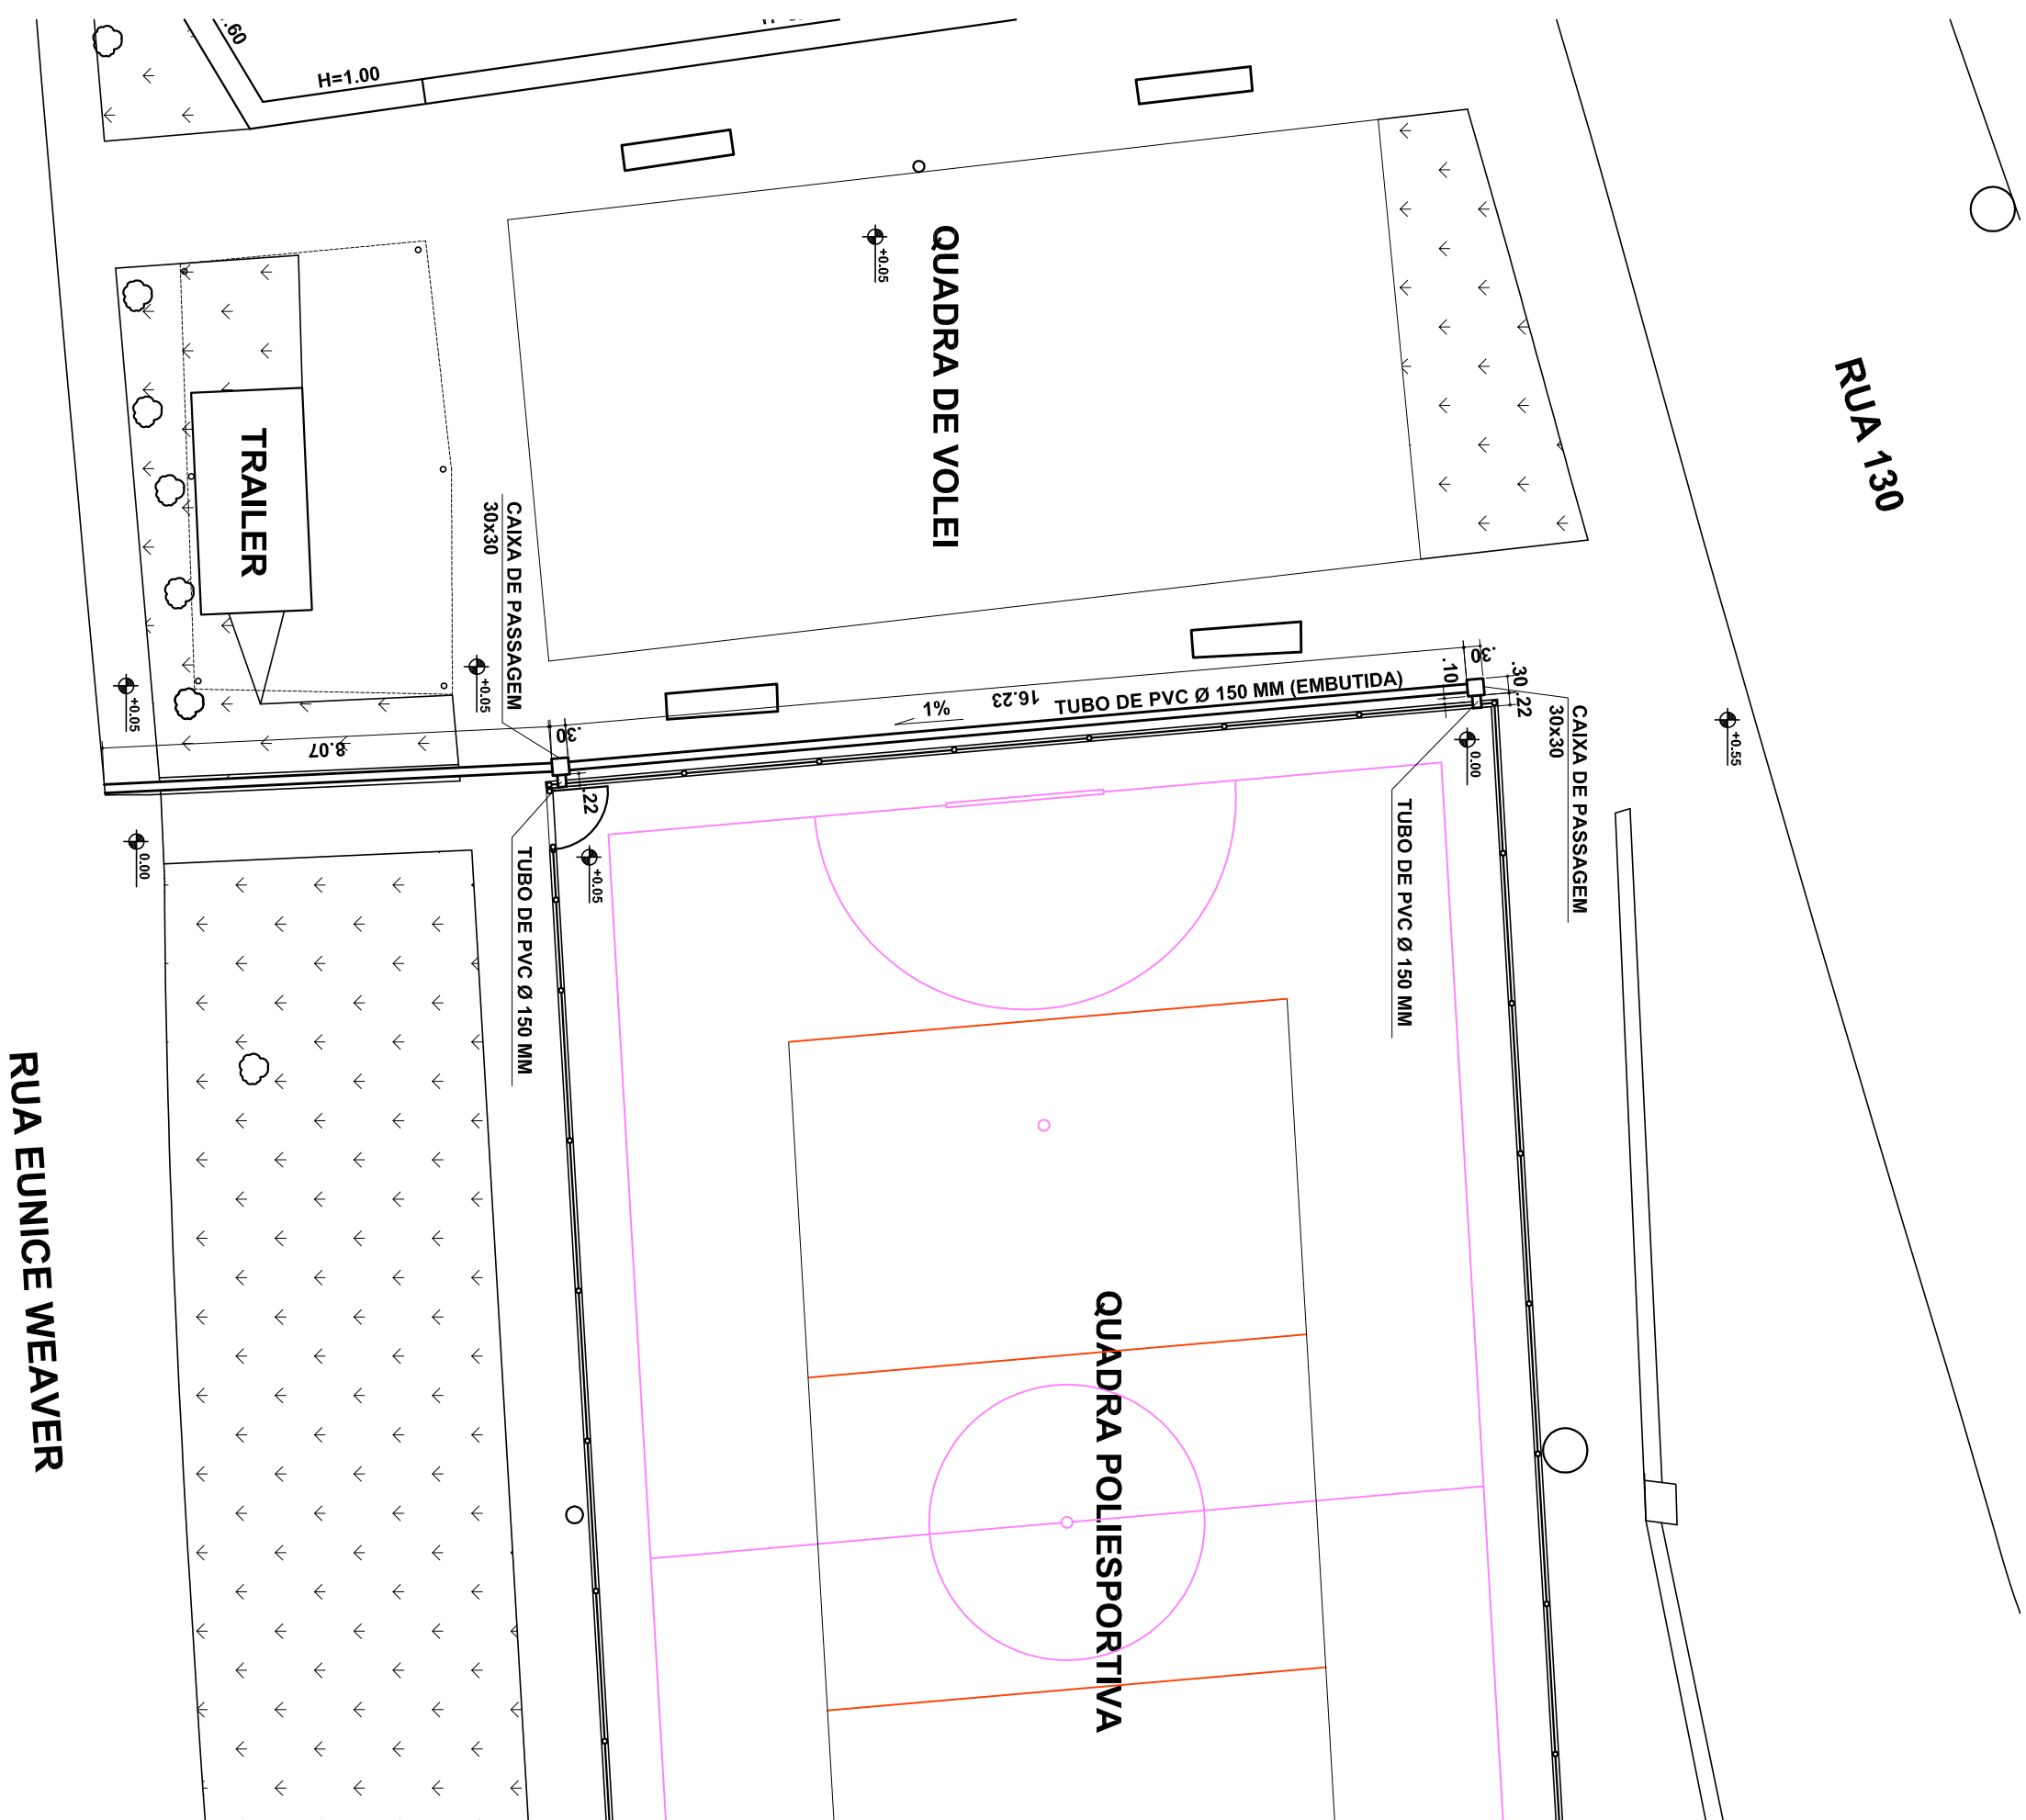 .60
H=1.00
QUADRA DE VOLEI
+0.05
RUA 130
TRAILER
CAIXA DE PASSAGEM
30x30
+0.05
+0.05
8.07
.30
.22
1%
16.23
TUBO DE PVC Ø 150 MM (EMBUTIDA)
.10
.30
.30
.22
CAIXA DE PASSAGEM
30x30
+0.55
0.00
0.00
+0.05
TUBO DE PVC Ø 150 MM
TUBO DE PVC Ø 150 MM
RUA EUNICE WEAVER
QUADRA POLIESPORTIVA